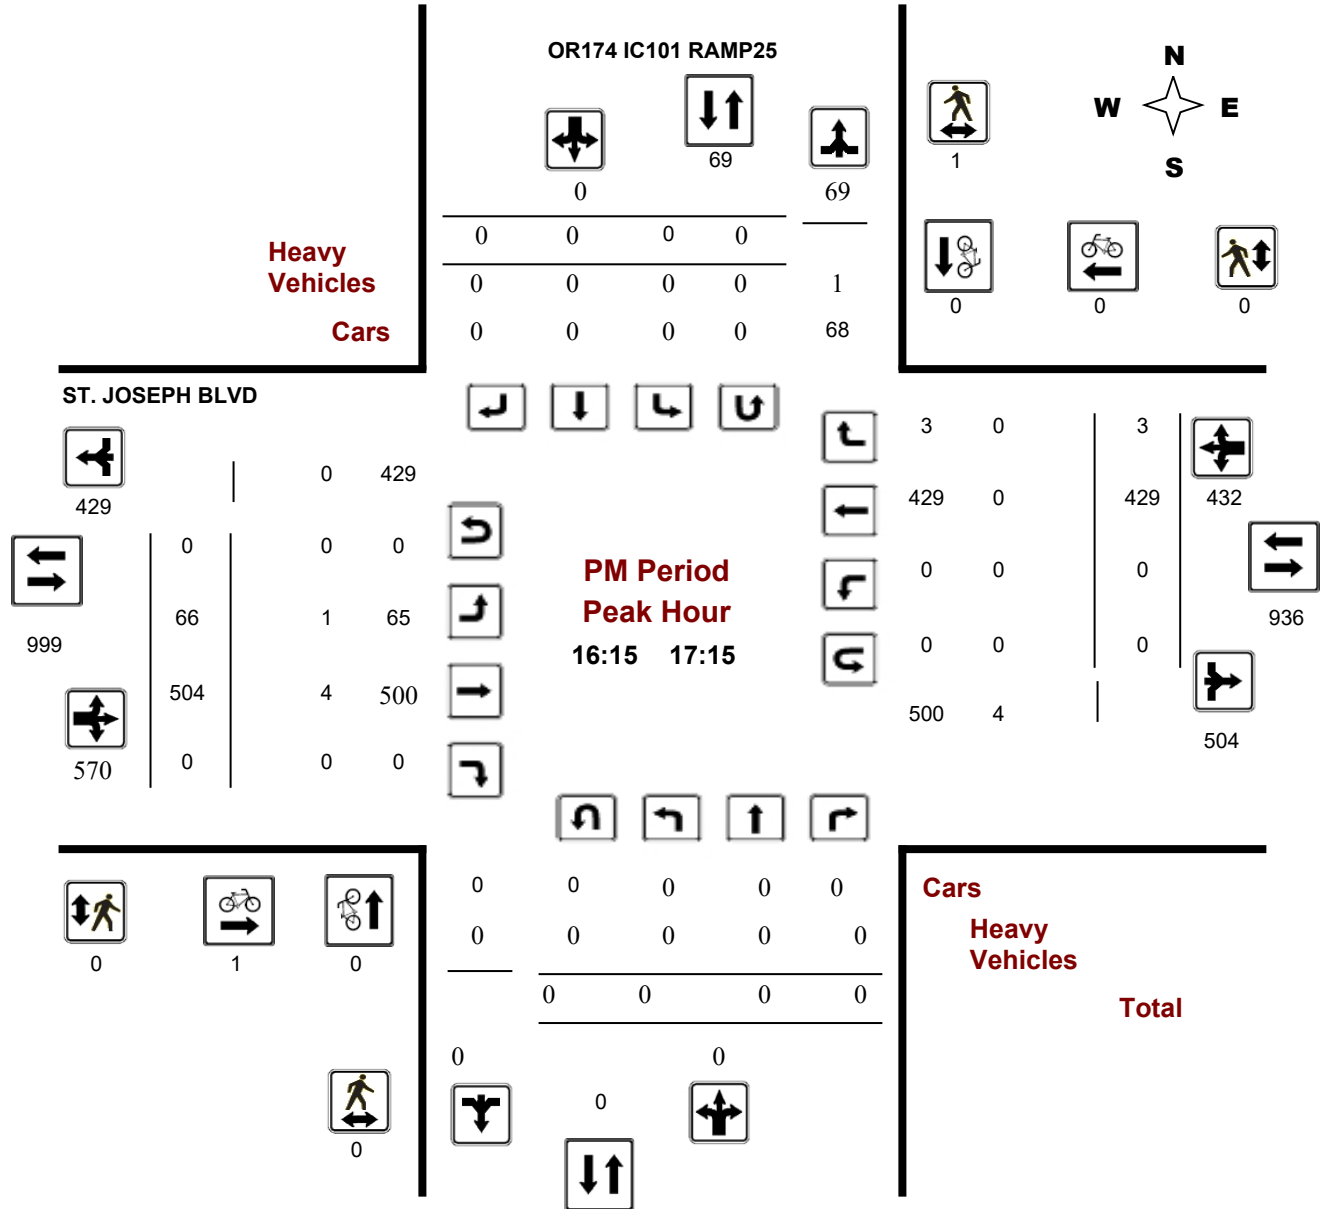 OR174 IC101 RAMP25
N
W E
S
69
1
0
69
0 0 0 0
Heavy
Vehicles
0 0 0 0 1
0 0 0
Cars
0 0 0 0 68
ST. JOSEPH BLVD
3 0 3
0 429
429
429 0 429 432
0 0 0
PM Period
0 0 0
Peak Hour
66 1 65
936
999
16:15 17:15
0 0 0
504 4 500
500 4
504
570
0 0 0
0 0 0 0 0
Cars
0 0 0 0 0
Heavy
Vehicles
0 1 0
0 0 0 0
Total
0 0
0
0